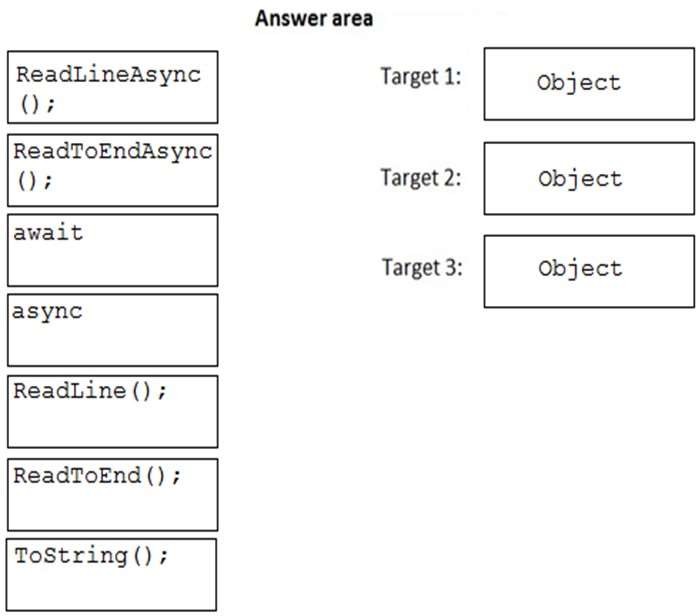 Answer area
ReadLineAsync
();
ReadToEndAsync
();
await
async
ReadLine();
ReadToEnd();
ToString();
Target 1: Object
Target 2: Object
Target 3: Object